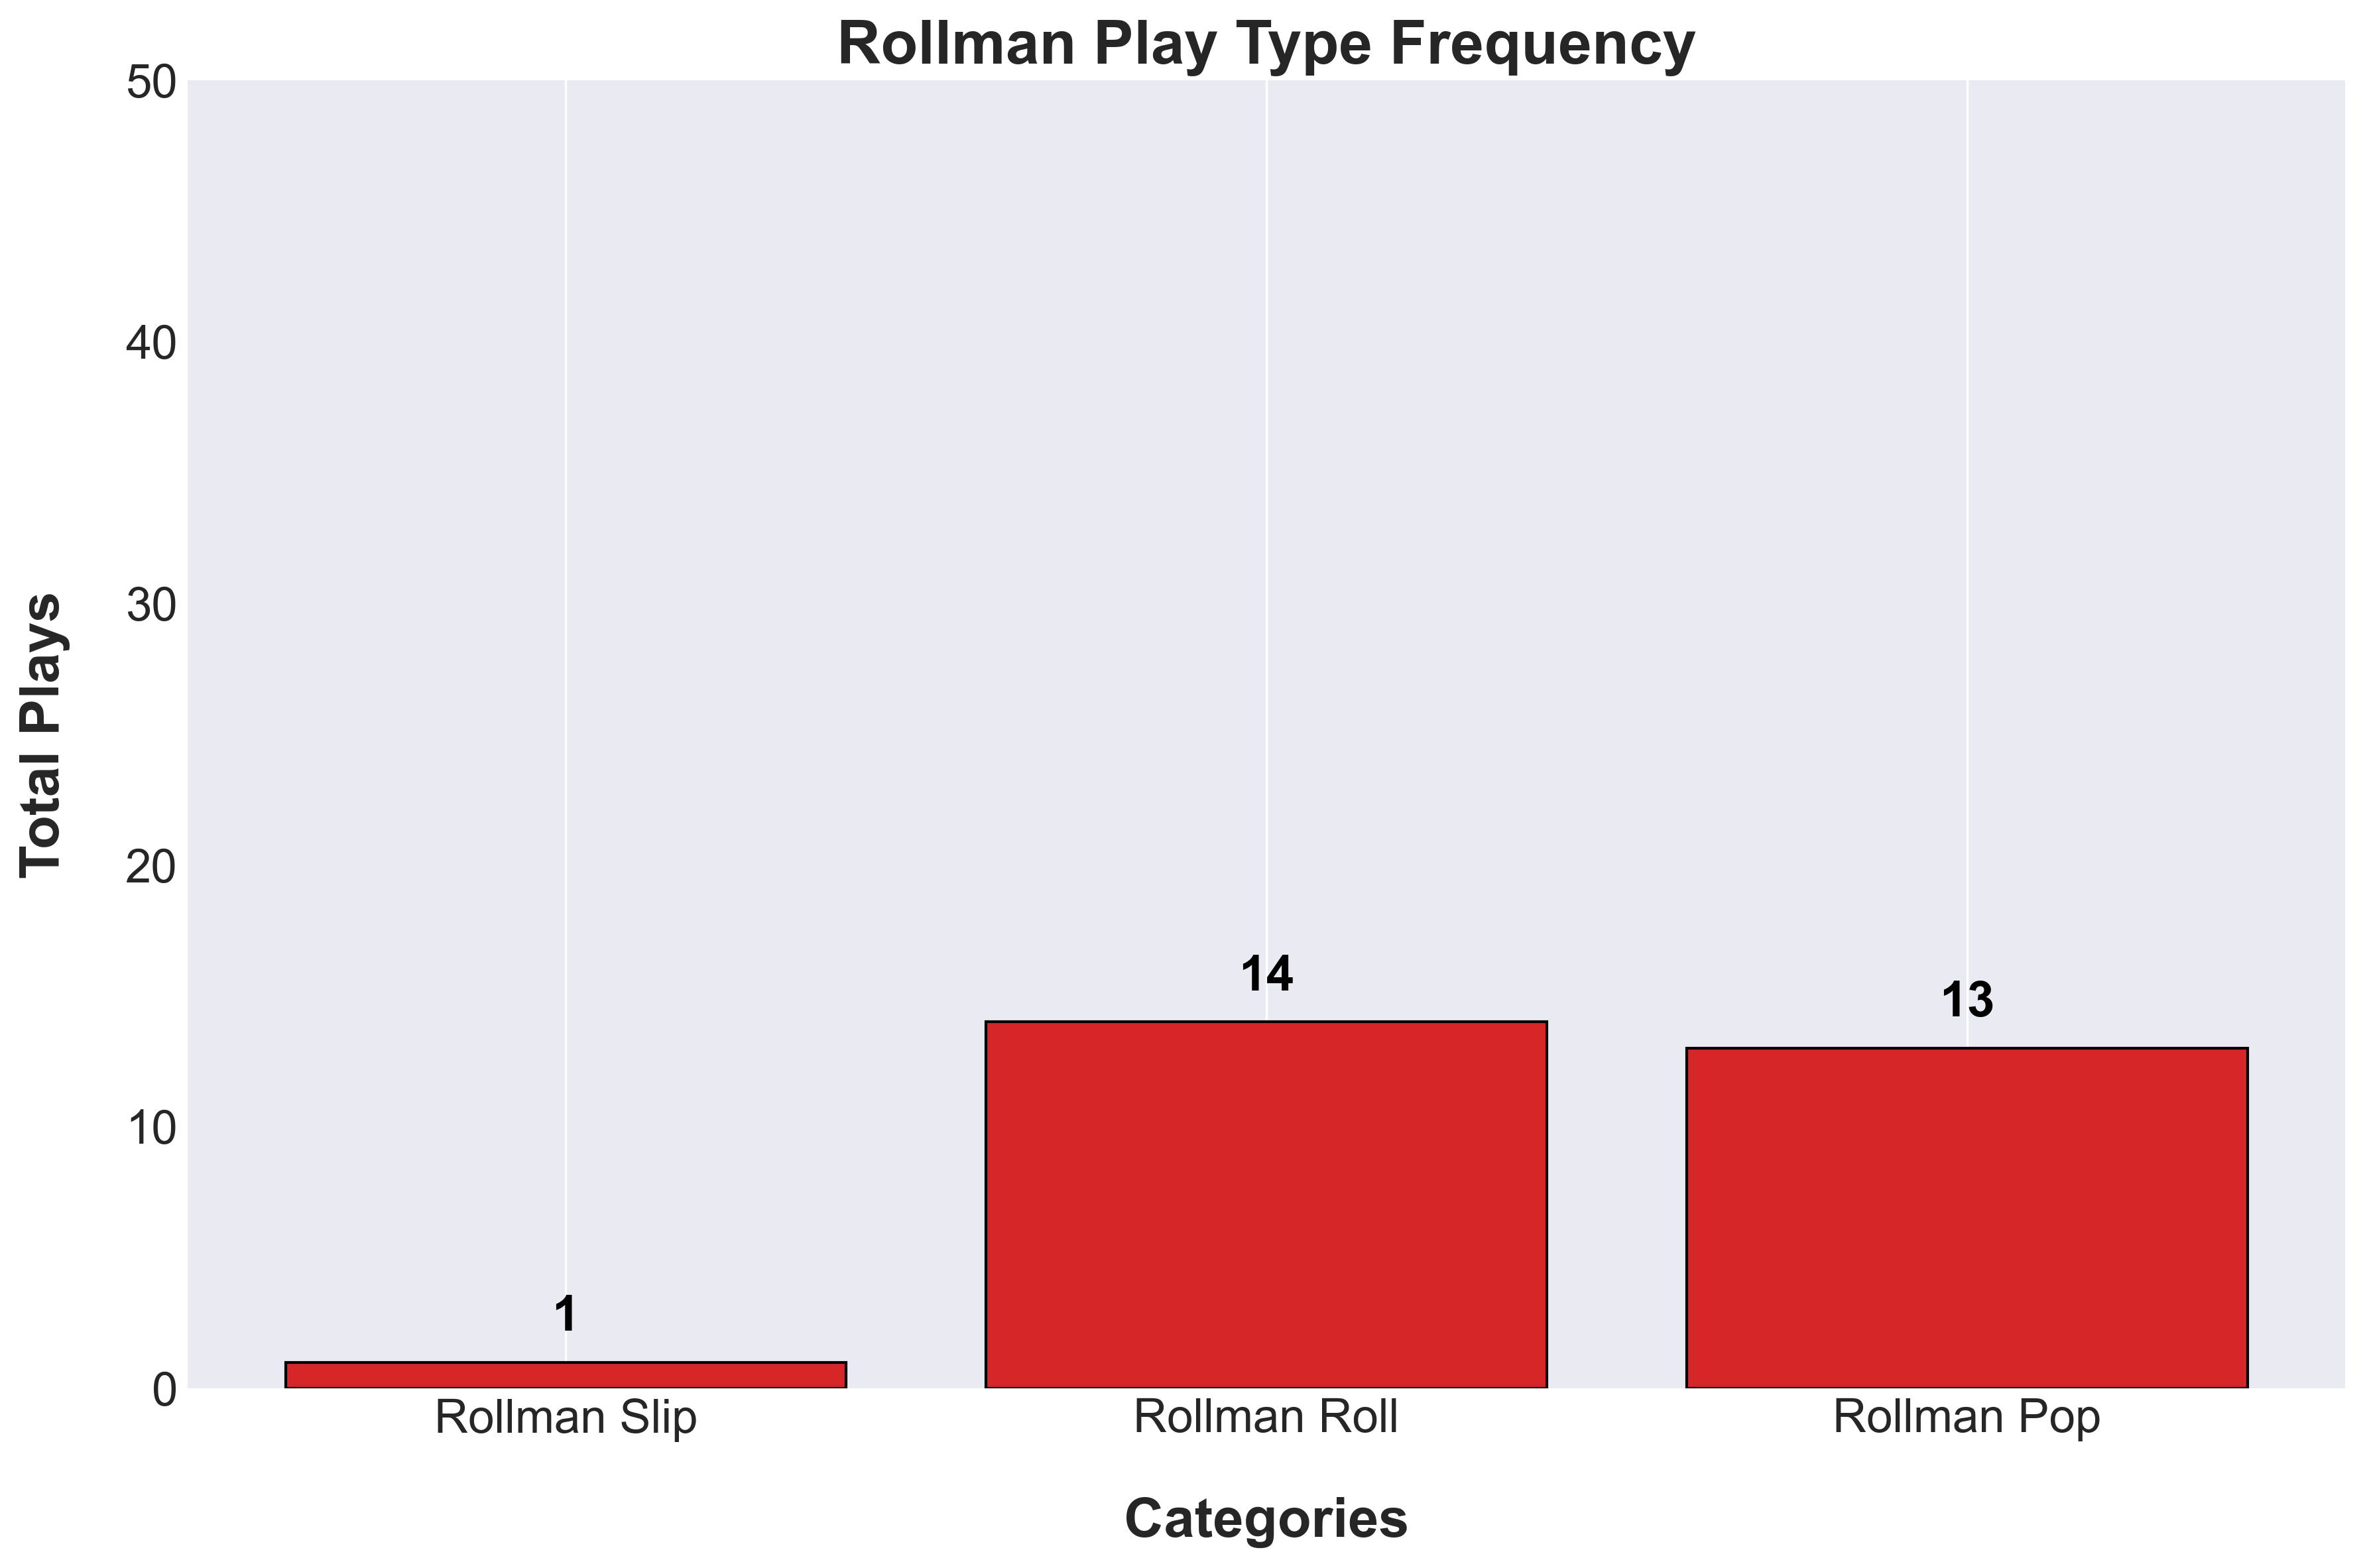 Rollman Play Type Frequency
Total Plays
50
40
30
20
10
0
1
14
13
Rollman Slip
Rollman Roll
Rollman Pop
Categories